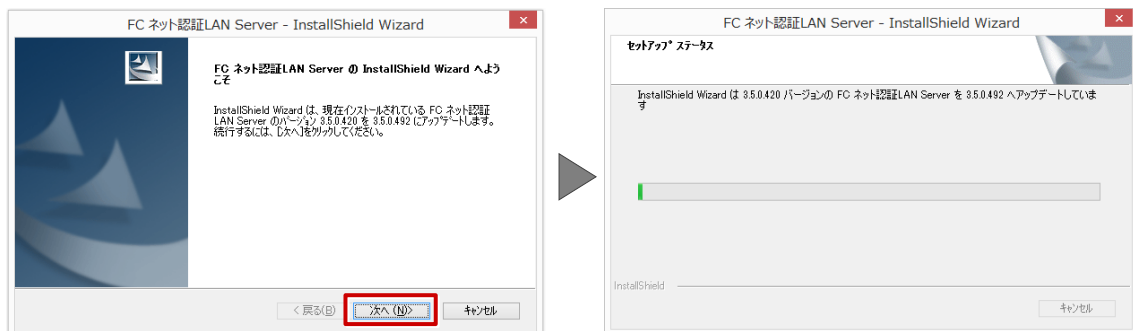 FC ネット認証LAN Server - InstallShield Wizard
FC ネット認証LAN Server の InstallShield Wizard へよう
こそ
InstallShield Wizard は、現在インストールされている FC ネット認証
LAN Server のバージョン 3.5.0.420 を 3.5.0.492 にアップデートします。
続行するには、[次へ]をクリックしてください。
< 戻る(B)
次へ (N)>
キャンセル
FC ネット認証LAN Server - InstallShield Wizard
セットアップ ステータス
InstallShield Wizard は 3.5.0.420 バージョンの FC ネット認証LAN Server を 3.5.0.492 へアップデートしていま
す
InstallShield
キャンセル